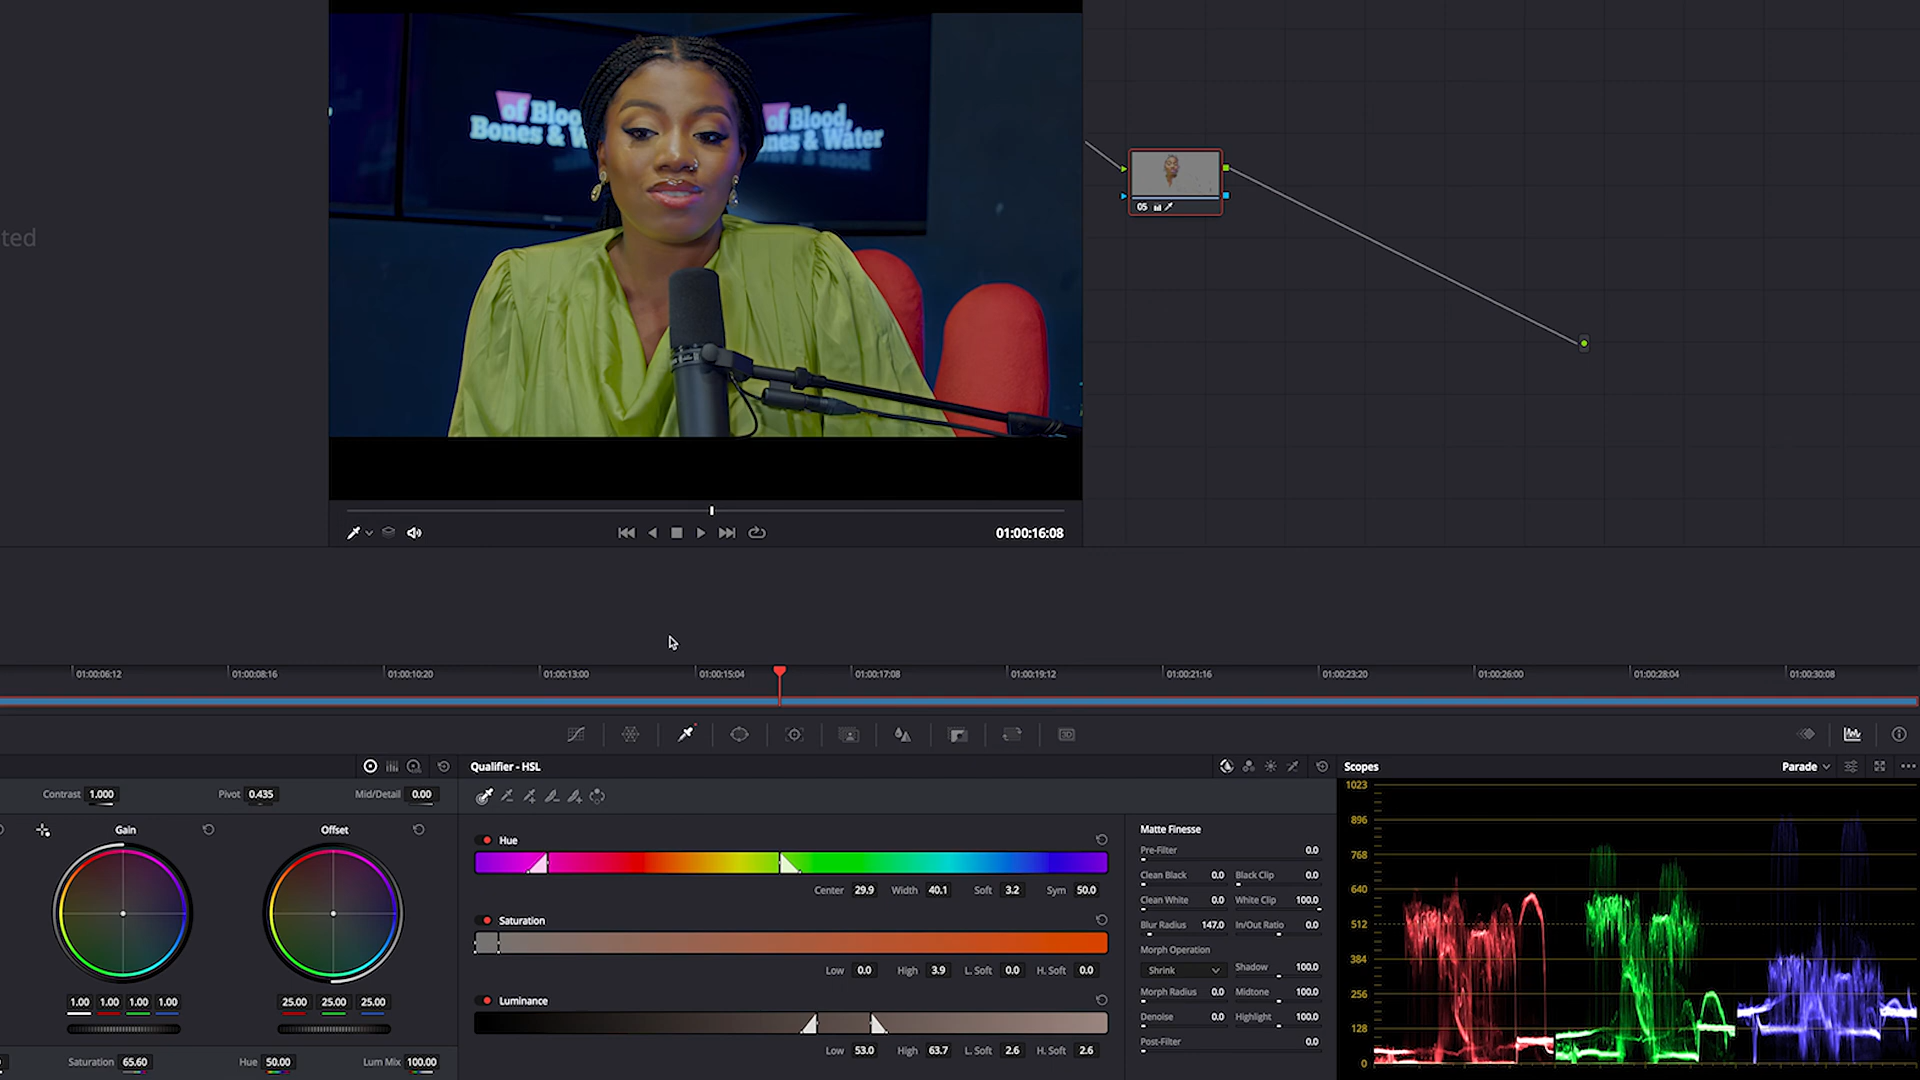 of Bloo
Bones & W
of Blood,
nes & Water
ted
05
01:00:16:08
01:00:06:12
01:00:08:16
01:00:10:20
01:00:13:00
01:00:15:04
01:00:17:08
01:00:19:12
01:00:21:16
01:00:23:20
01:00:26:00
01:00:28:04
01:00:30:08
3D
Contrast 1.000
Pivot 0.435
Mid/Detail 0.00
Gain
Offset
1.00 1.00 1.00 1.00
25.00 25.00 25.00
Saturation 65.60
Hue 50.00
Lum Mix 100.00
Qualifier - HSL
Hue
Center 29.9 Width 40.1 Soft 3.2 Sym 50.0
Saturation
Low 0.0 High 3.9 L. Soft 0.0 H. Soft 0.0
Luminance
Low 53.0 High 63.7 L. Soft 2.6 H. Soft 2.6
Matte Finesse
Pre-Filter 0.0
Clean Black 0.0 Black Clip 0.0
Clean White 0.0 White Clip 100.0
Blur Radius 147.0 In/Out Ratio 0.0
Morph Operation
Shrink
Shadow 100.0
Morph Radius 0.0 Midtone 100.0
Denoise 0.0 Highlight 100.0
Post-Filter 0.0
Scopes
Parade
1023
896
768
640
512
384
256
128
0